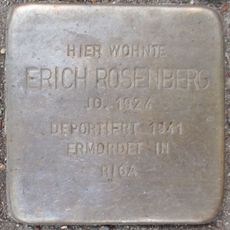 HIER WOHNTE
ERICH ROSENBERG
JG. 1924
DEPORTIERT 1941
ERMORDET IN
RIGA